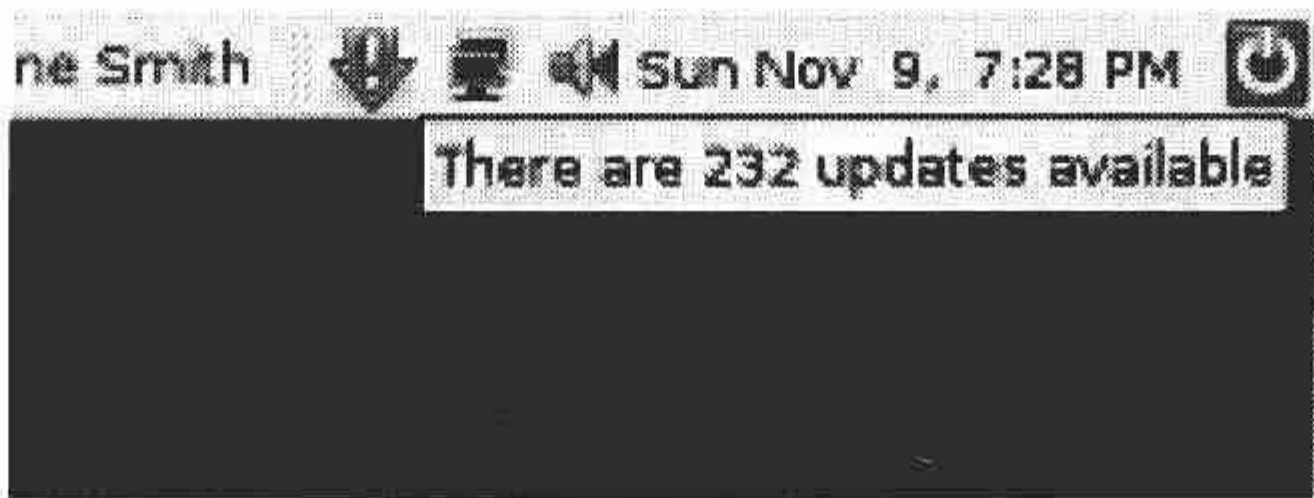 ne Smith Sun Nov 9, 7:28 PM
There are 232 updates available